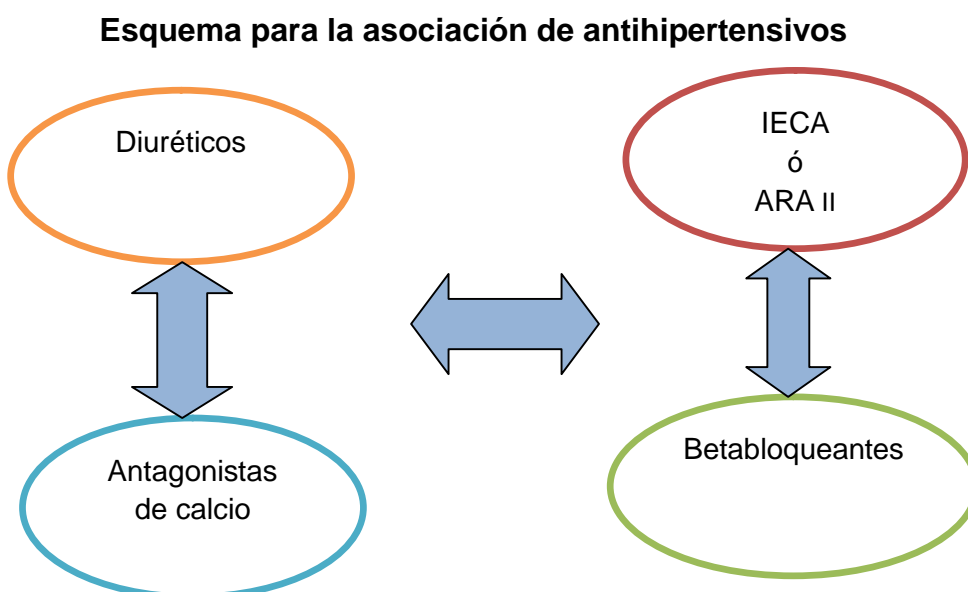 Esquema para la asociación de antihipertensivos
Diuréticos
IECA
ó
ARA II
Antagonistas
de calcio
Betabloqueantes